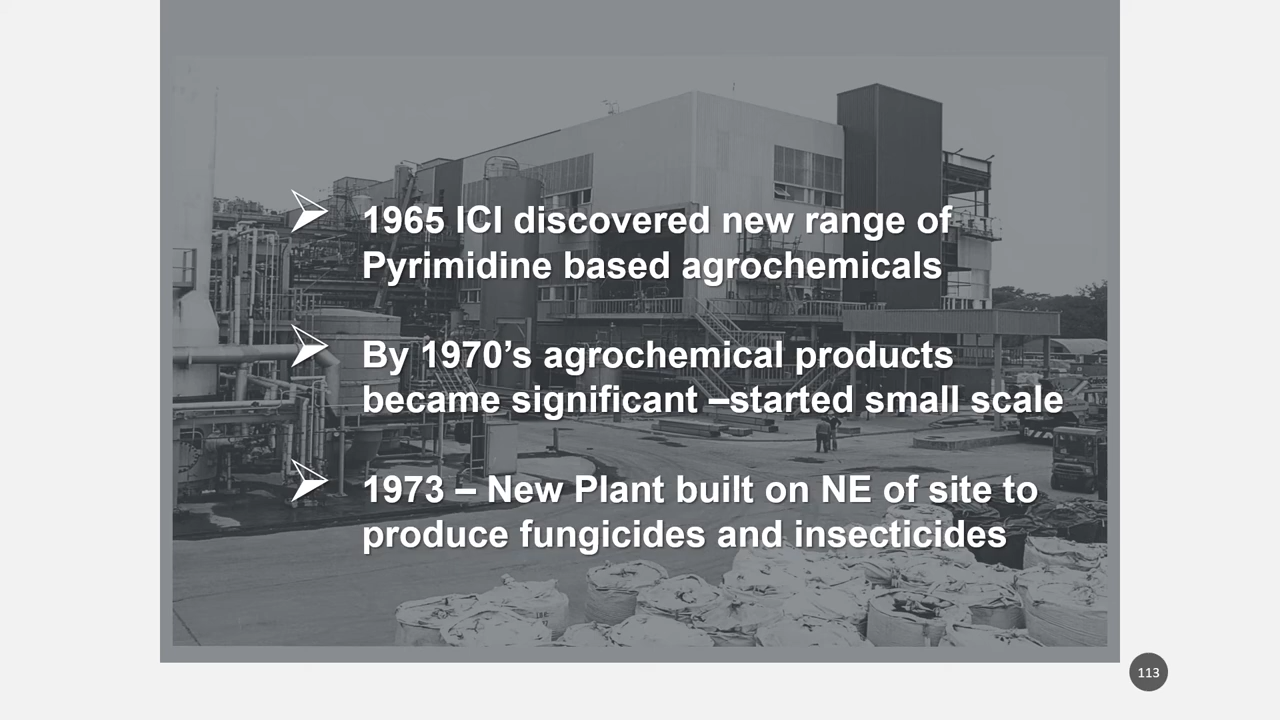 1965 ICI discovered new range of
Pyrimidine based agrochemicals
By 1970’s agrochemical products
became significant –started small scale
1973 – New Plant built on NE of site to
produce fungicides and insecticides
113